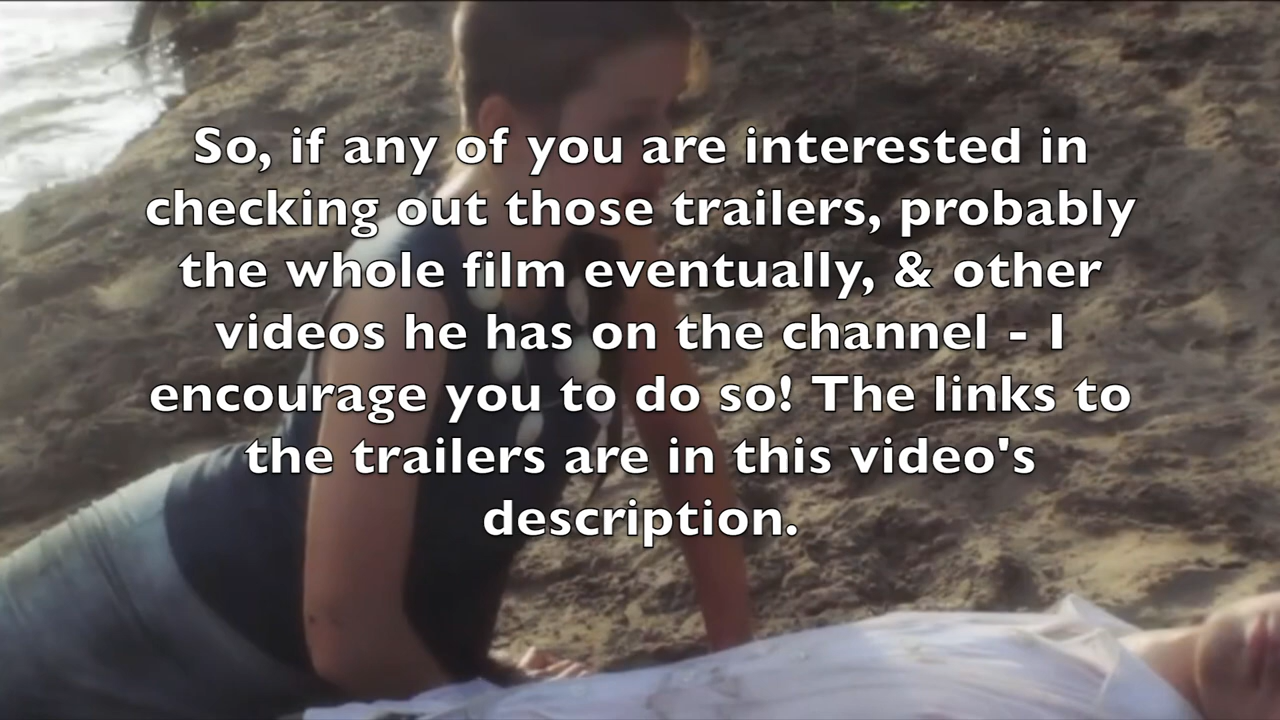 So, if any of you are interested in
checking out those trailers, probably
the whole film eventually, & other
videos he has on the channel - I
encourage you to do so! The links to
the trailers are in this video's
description.